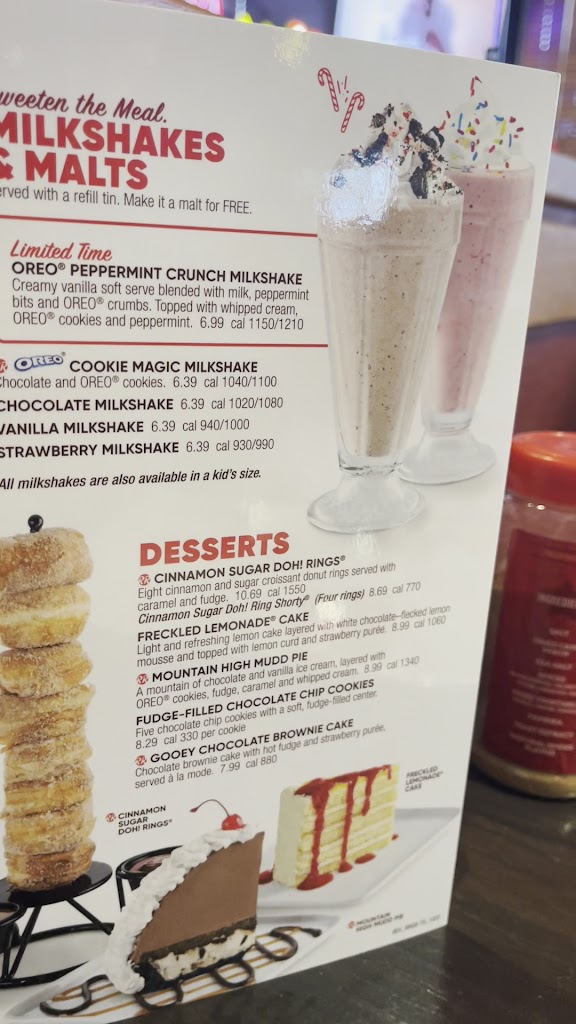 weeten the Meal.
MILKSHAKES
& MALTS
erved with a refill tin. Make it a malt for FREE.
Limited Time
OREO® PEPPERMINT CRUNCH MILKSHAKE
Creamy vanilla soft serve blended with milk, peppermint
bits and OREO® crumbs. Topped with whipped cream,
OREO® cookies and peppermint. 6.99 cal 1150/1210
OREO® COOKIE MAGIC MILKSHAKE
Chocolate and OREO® cookies. 6.39 cal 1040/1100
CHOCOLATE MILKSHAKE 6.39 cal 1020/1080
VANILLA MILKSHAKE 6.39 cal 940/1000
STRAWBERRY MILKSHAKE 6.39 cal 930/990
All milkshakes are also available in a kid's size.
DESSERTS
CINNAMON SUGAR DOH! RINGS®
Eight cinnamon and sugar croissant donut rings served with
caramel and fudge. 10.69 cal 1550
Cinnamon Sugar Doh! Ring Shorty® (Four rings) 8.69 cal 770
FRECKLED LEMONADE® CAKE
Light and refreshing lemon cake layered with white chocolate-flecked lemon
mousse and topped with lemon curd and strawberry purée. 8.99 cal 1060
MOUNTAIN HIGH MUDD PIE
A mountain of chocolate and vanilla ice cream, layered with
OREO® cookies, fudge, caramel and whipped cream. 8.99 cal 1340
FUDGE-FILLED CHOCOLATE CHIP COOKIES
Five chocolate chip cookies with a soft, fudge-filled center.
8.29 cal 330 per cookie
GOOEY CHOCOLATE BROWNIE CAKE
Chocolate brownie cake with hot fudge and strawberry purée,
served à la mode. 7.99 cal 880
CINNAMON
SUGAR
DOH! RINGS®
FRECKLED
LEMONADE®
CAKE
MOUNTAIN
HIGH MUDD PIE